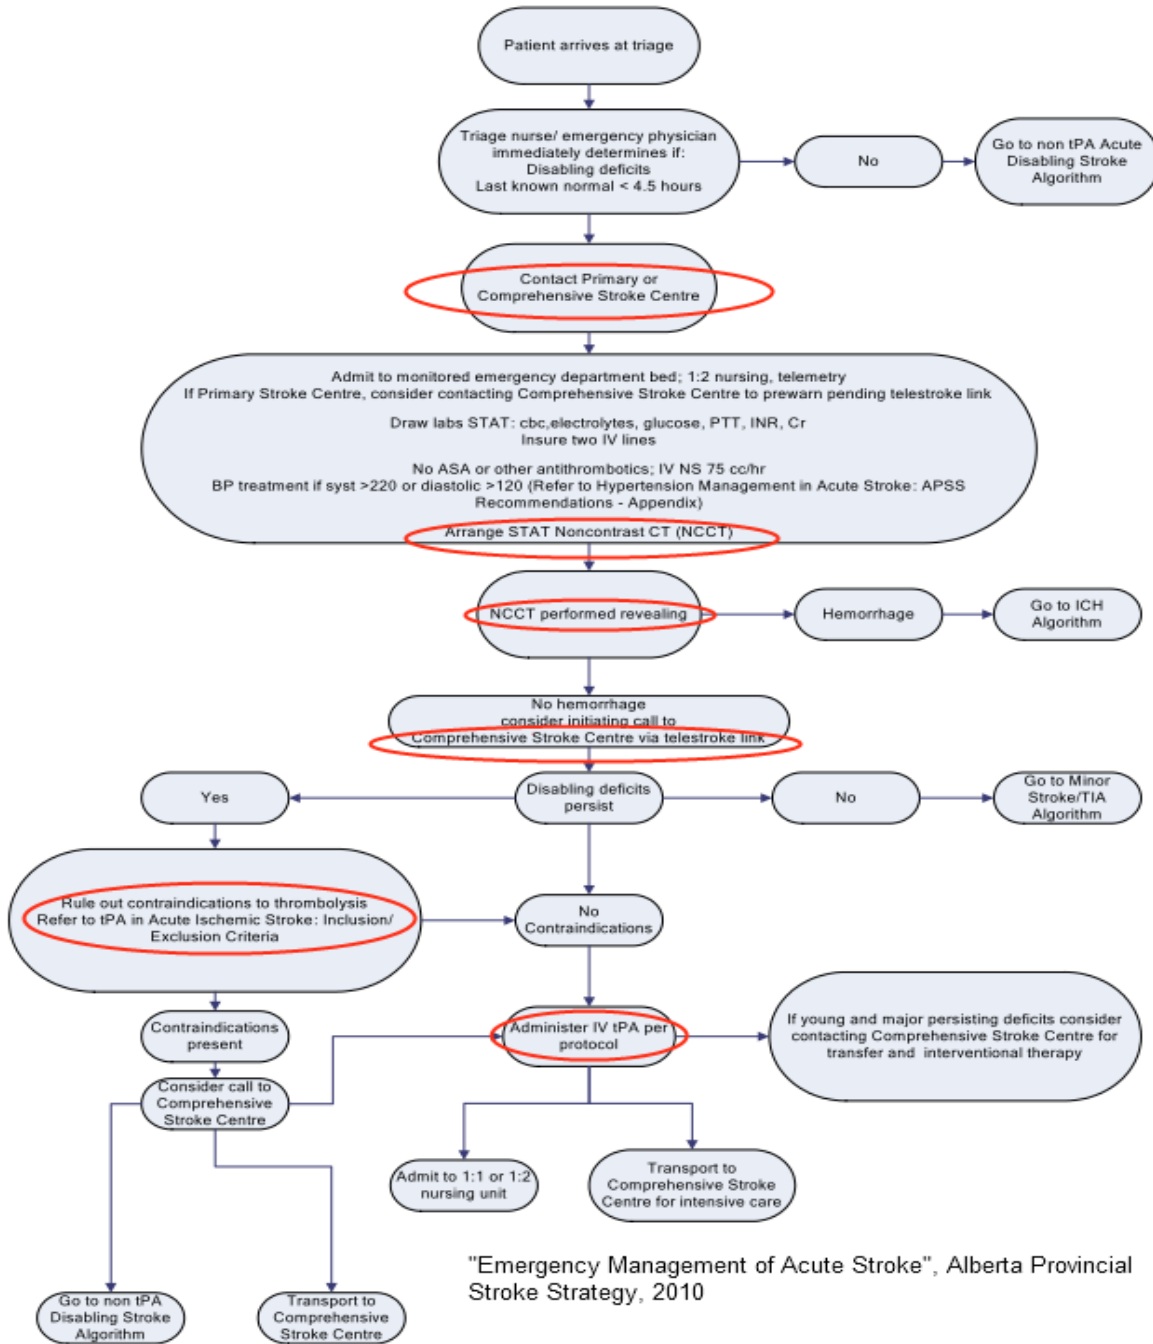 Patient arrives at triage
Triage nurse/ emergency physician
immediately determines if:
Disabling deficits
Last known normal < 4.5 hours
No
Go to non tPA Acute
Disabling Stroke
Algorithm
Contact Primary or
Comprehensive Stroke Centre
Admit to monitored emergency department bed; 1:2 nursing, telemetry
If Primary Stroke Centre, consider contacting Comprehensive Stroke Centre to prewarn pending telestroke link
Draw labs STAT: cbc,electrolytes, glucose, PTT, INR, Cr
Insure two IV lines
No ASA or other antithrombotics; IV NS 75 cc/hr
BP treatment if syst >220 or diastolic >120 (Refer to Hypertension Management in Acute Stroke: APSS
Recommendations - Appendix)
Arrange STAT Noncontrast CT (NCCT)
NCCT performed revealing
Hemorrhage
Go to ICH
Algorithm
No hemorrhage
consider initiating call to
Comprehensive Stroke Centre via telestroke link
Yes
Disabling deficits
persist
No
Go to Minor
Stroke/TIA
Algorithm
Rule out contraindications to thrombolysis
Refer to tPA in Acute Ischemic Stroke: Inclusion/
Exclusion Criteria
No
Contraindications
Contraindications
present
Administer IV tPA per
protocol
If young and major persisting deficits consider
contacting Comprehensive Stroke Centre for
transfer and interventional therapy
Consider call to
Comprehensive
Stroke Centre
Admit to 1:1 or 1:2
nursing unit
Transport to
Comprehensive Stroke
Centre for intensive care
Go to non tPA
Disabling Stroke
Algorithm
Transport to
Comprehensive
Stroke Centre
"Emergency Management of Acute Stroke", Alberta Provincial
Stroke Strategy, 2010